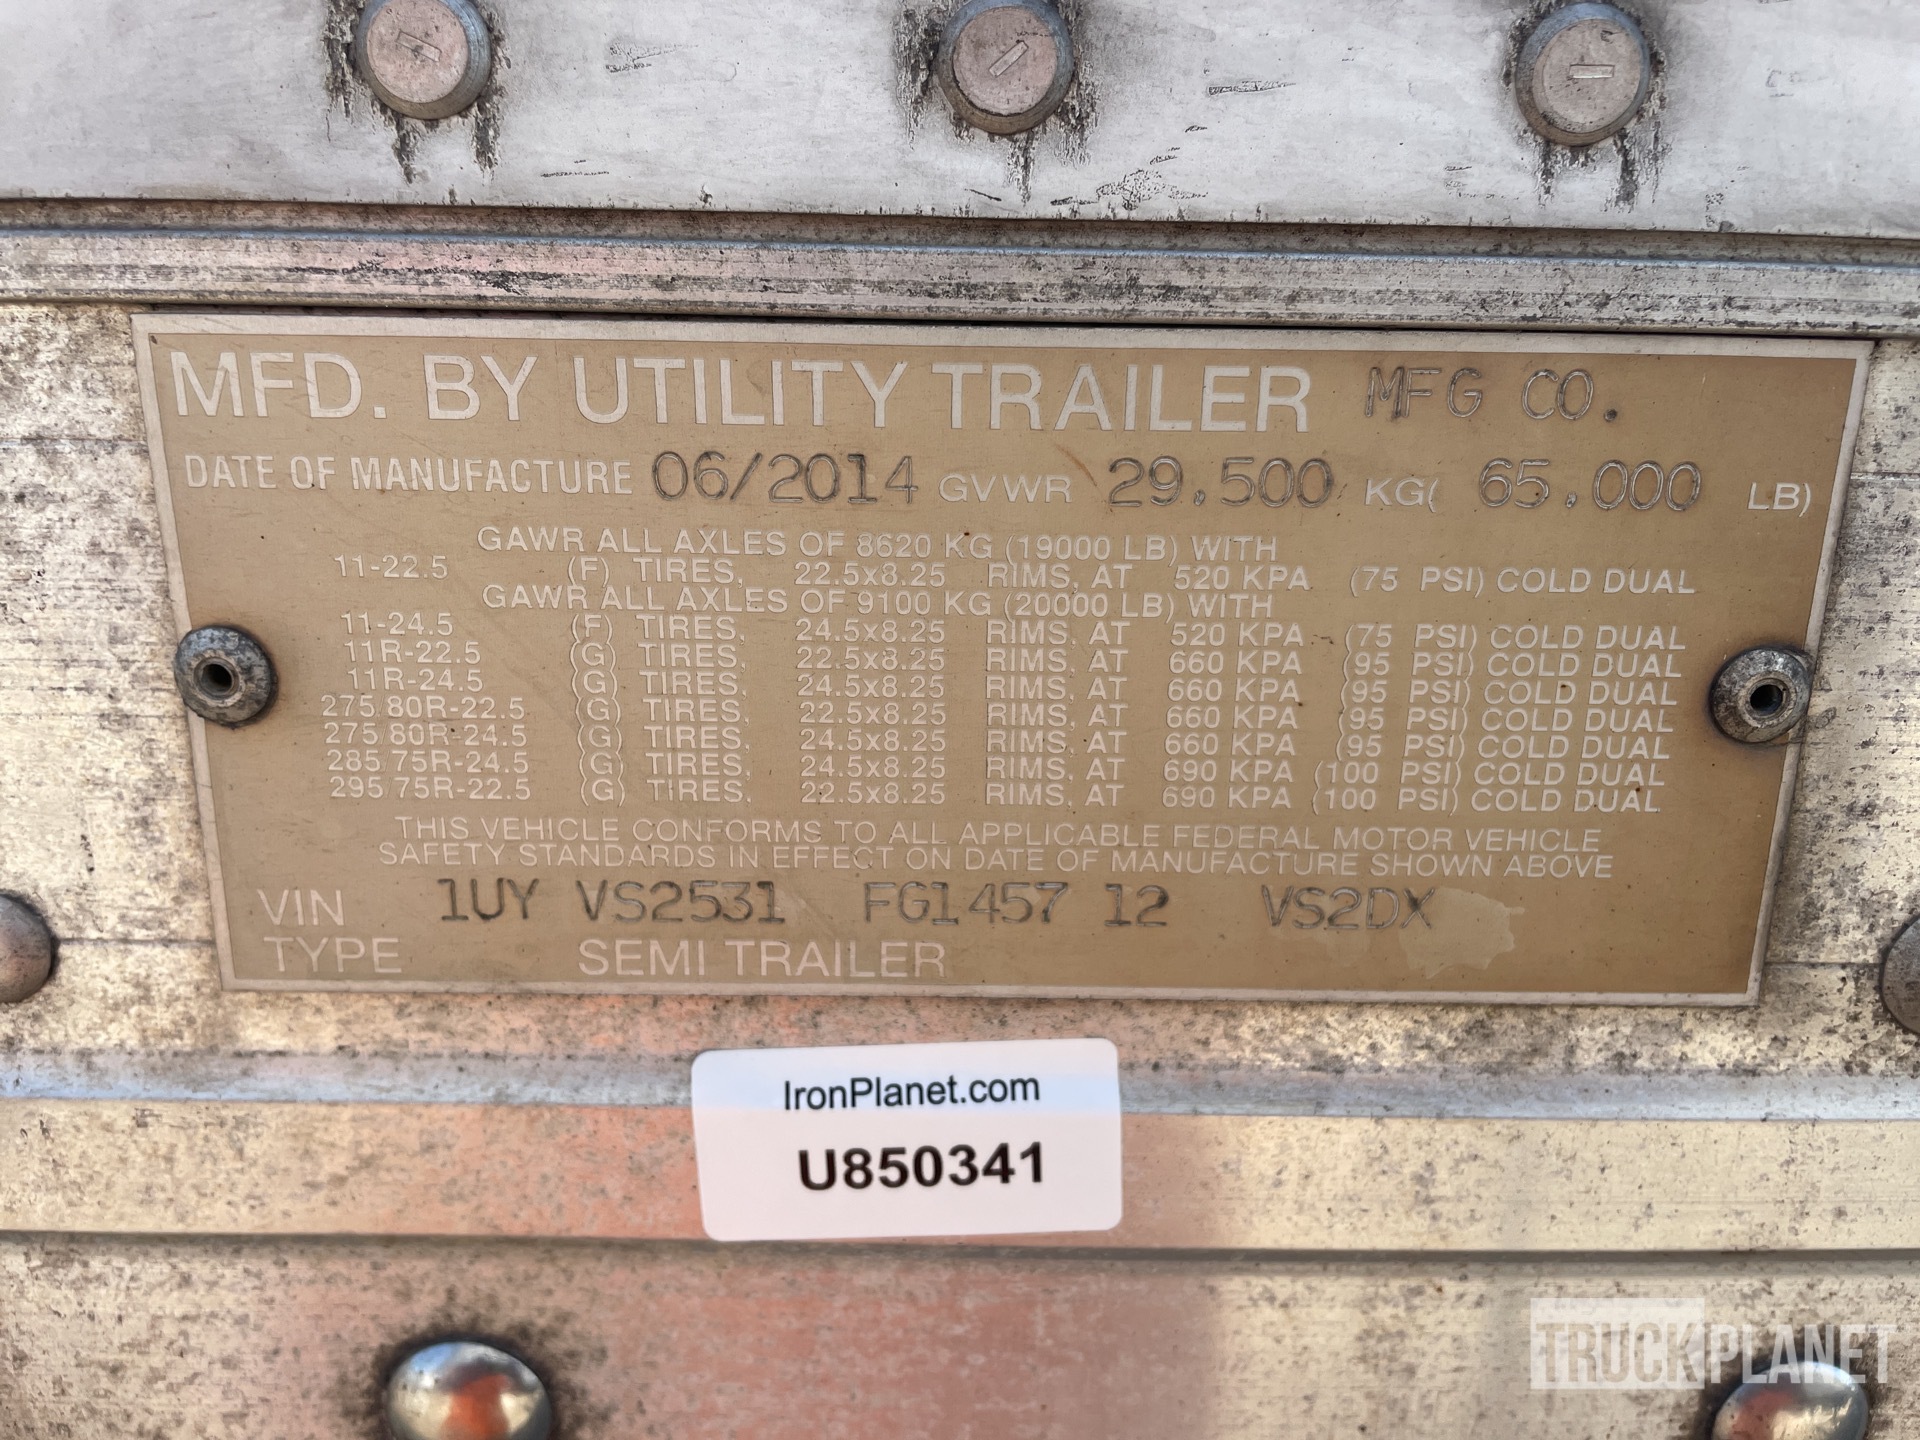 MFD. BY UTILITY TRAILER MFG CO.
DATE OF MANUFACTURE 06/2014 GVWR 29.500 KG( 65.000 LB)
GAWR ALL AXLES OF 8620 KG (19000 LB) WITH
11-22.5 (F) TIRES, 22.5x8.25 RIMS, AT 520 KPA (75 PSI) COLD DUAL
GAWR ALL AXLES OF 9100 KG (20000 LB) WITH
11-24.5 (F) TIRES, 24.5x8.25 RIMS, AT 520 KPA (75 PSI) COLD DUAL
11R-22.5 (G) TIRES, 22.5x8.25 RIMS, AT 660 KPA (95 PSI) COLD DUAL
11R-24.5 (G) TIRES, 24.5x8.25 RIMS, AT 660 KPA (95 PSI) COLD DUAL
275/80R-22.5 (G) TIRES, 22.5x8.25 RIMS, AT 660 KPA (95 PSI) COLD DUAL
275/80R-24.5 (G) TIRES, 24.5x8.25 RIMS, AT 660 KPA (95 PSI) COLD DUAL
285/75R-24.5 (G) TIRES, 24.5x8.25 RIMS, AT 690 KPA (100 PSI) COLD DUAL
295/75R-22.5 (G) TIRES, 22.5x8.25 RIMS, AT 690 KPA (100 PSI) COLD DUAL
THIS VEHICLE CONFORMS TO ALL APPLICABLE FEDERAL MOTOR VEHICLE
SAFETY STANDARDS IN EFFECT ON DATE OF MANUFACTURE SHOWN ABOVE
VIN 1UY VS2531 FG1457 12 VS2DX
TYPE SEMI TRAILER
IronPlanet.com
U850341
TRUCKPLANET